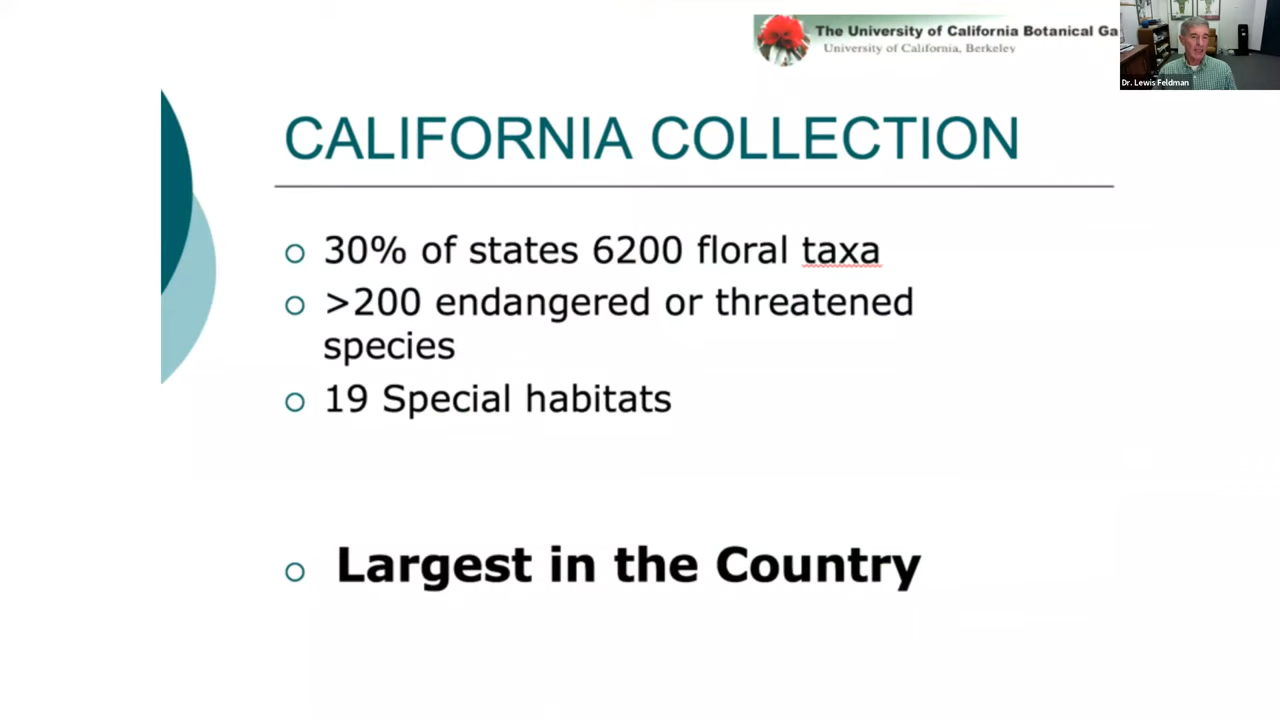 The University of California Botanical Ga
University of California, Berkeley
Dr. Lewis Feldman
CALIFORNIA COLLECTION
30% of states 6200 floral taxa
>200 endangered or threatened
species
19 Special habitats
Largest in the Country